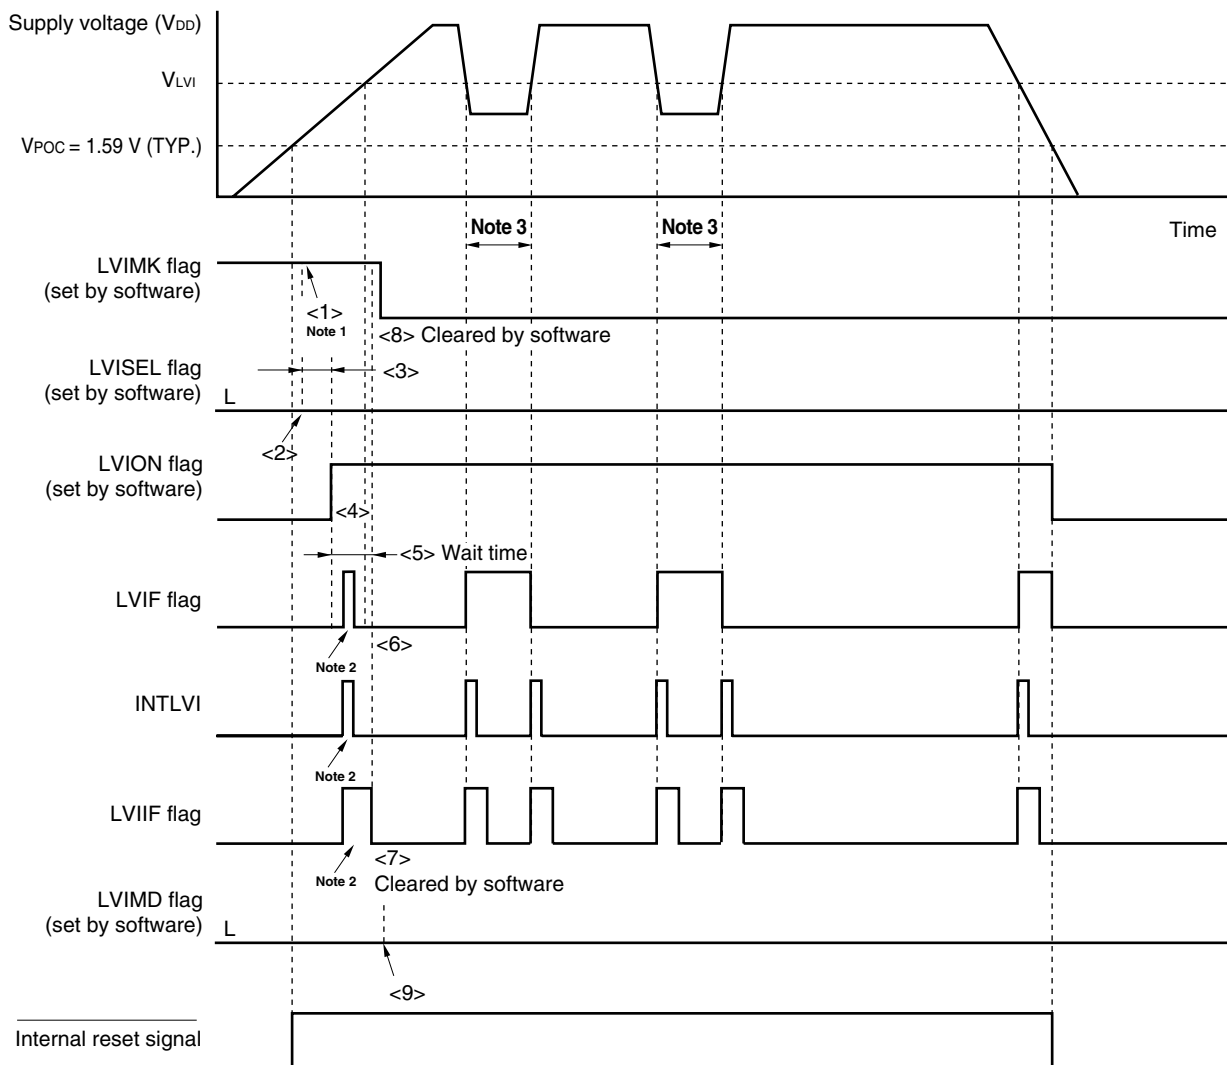 Supply voltage (VDD)
VLVI
VPOC = 1.59 V (TYP.)
Note 3
Note 3
Time
LVIMK flag
(set by software)
<1>
Note 1
<8> Cleared by software
LVISEL flag
(set by software)
L
<3>
<2>
LVION flag
(set by software)
<4>
<5> Wait time
LVIF flag
<6>
Note 2
INTLVI
Note 2
LVIIF flag
<7>
Note 2
Cleared by software
LVIMD flag
(set by software)
L
<9>
Internal reset signal